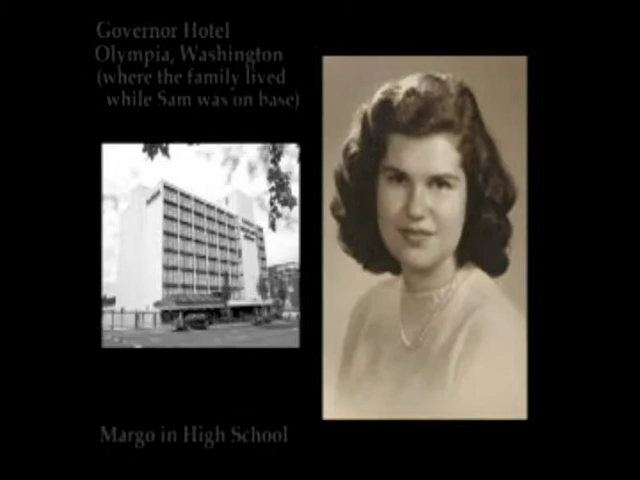 Governor Hotel
Olympia, Washington
(where the family lived
while Sam was on base)
Margo in High School